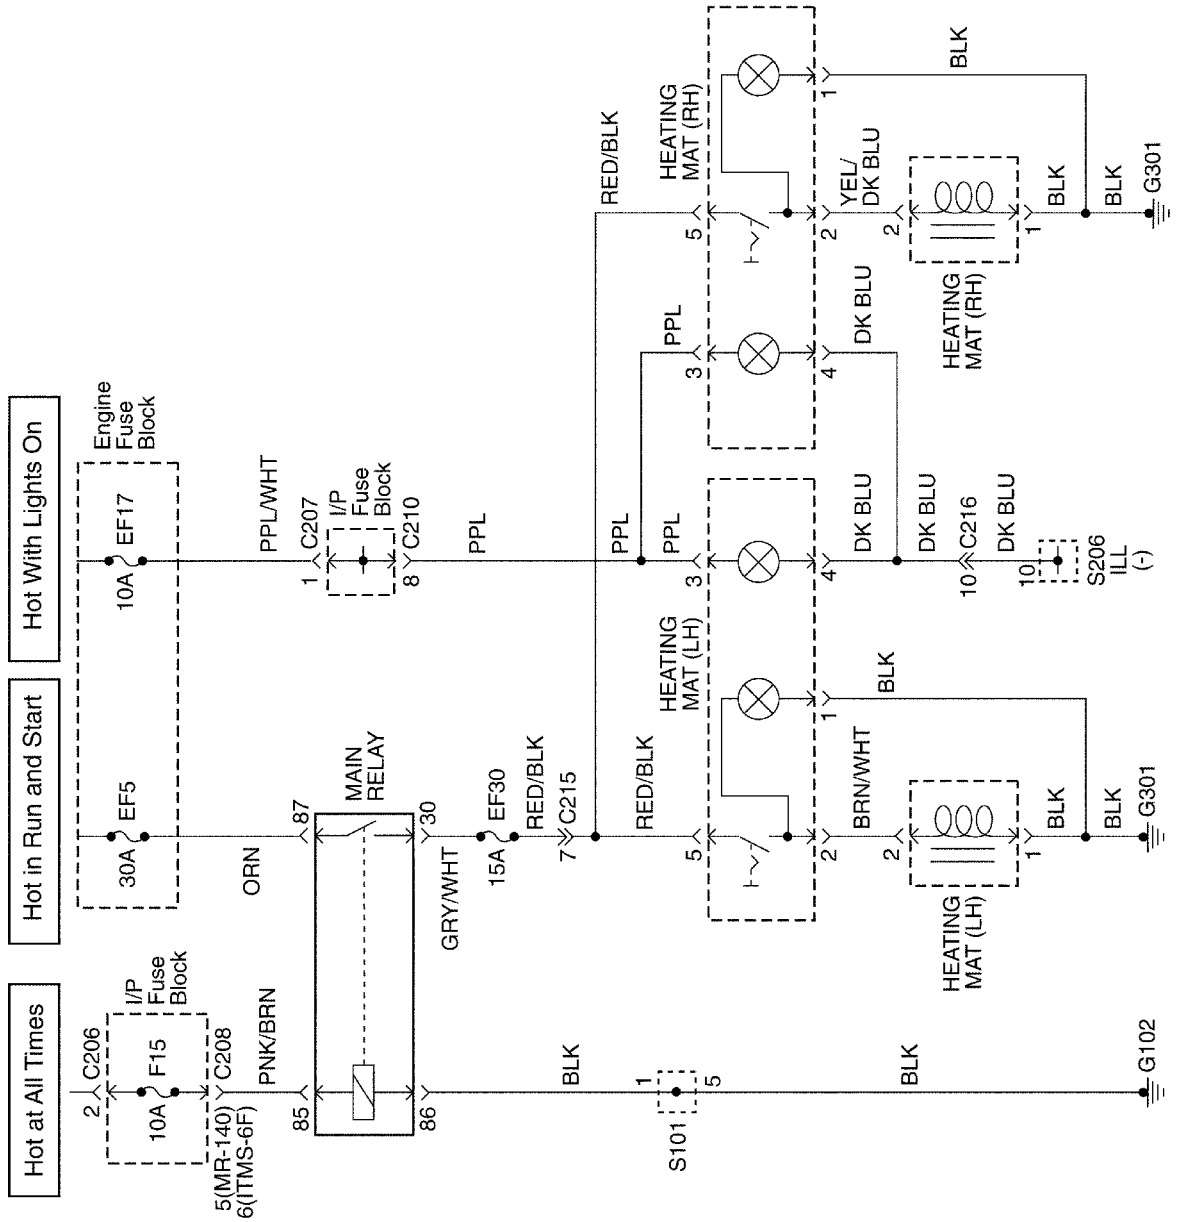 Hot at All Times
Hot in Run and Start
Hot With Lights On
2
C206
I/P
Fuse
Block
10A
F15
C208
5(MR-140)
6(ITMS-6F)
PNK/BRN
85
86
BLK
1
S101
5
BLK
G102
30A
EF5
ORN
87
MAIN
RELAY
30
GRY/WHT
15A
EF30
RED/BLK
7
C215
RED/BLK
Engine
Fuse
Block
10A
EF17
PPL/WHT
1
C207
I/P
Fuse
Block
8
C210
PPL
PPL
PPL
PPL
RED/BLK
HEATING
MAT (LH)
5
3
2
1
4
BRN/WHT
BLK
2
HEATING
MAT (LH)
1
BLK
BLK
G301
DK BLU
DK BLU
10
C216
DK BLU
10
S206
ILL
(-)
HEATING
MAT (RH)
3
5
4
2
1
DK BLU
YEL/
DK BLU
BLK
2
HEATING
MAT (RH)
1
BLK
BLK
G301